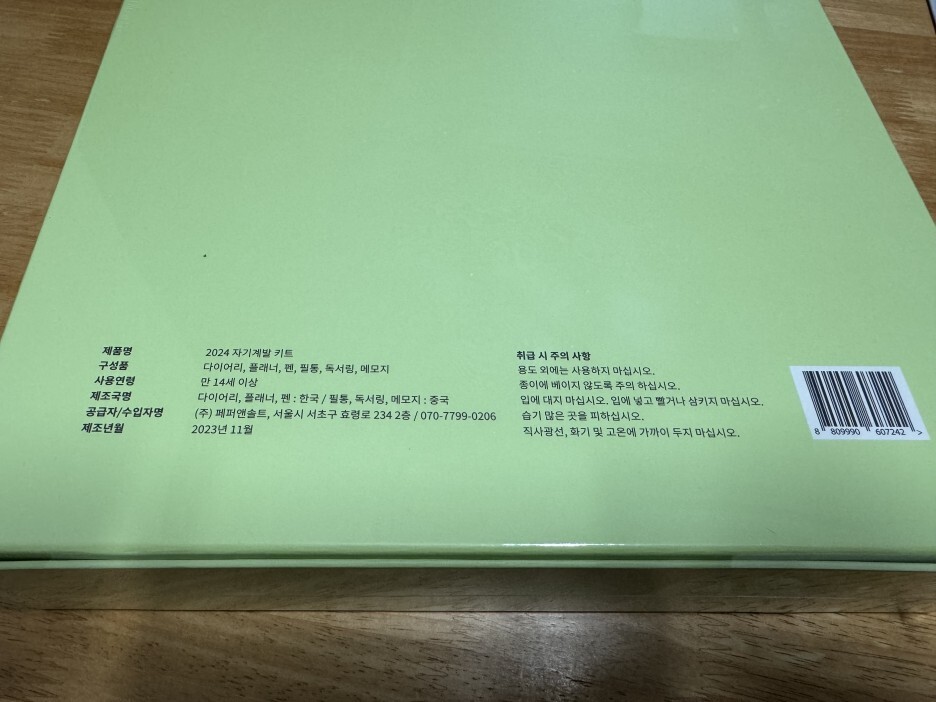 제품명 2024 자기계발 키트
구성품 다이어리, 플래너, 펜, 필통, 독서링, 메모지
사용연령 만 14세 이상
제조국명 다이어리, 플래너, 펜 : 한국 / 필통, 독서링, 메모지 : 중국
공급자/수입자명 (주) 페퍼앤솔트, 서울시 서초구 효령로 234 2층 / 070-7799-0206
제조년월 2023년 11월
취급 시 주의 사항
용도 외에는 사용하지 마십시오.
종이에 베이지 않도록 주의 하십시오.
입에 대지 마십시오. 입에 넣고 빨거나 삼키지 마십시오.
습기 많은 곳을 피하십시오.
직사광선, 화기 및 고온에 가까이 두지 마십시오.
8 809990 607242 >